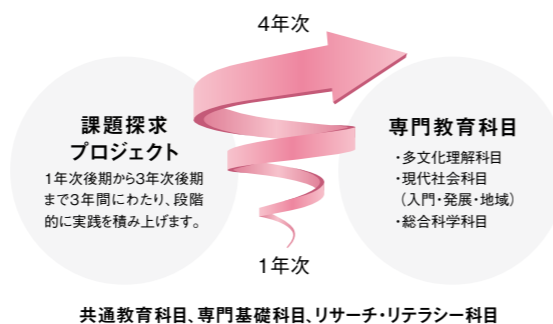 4年次
課題探求
プロジェクト
1年次後期から3年次後期
まで3年間にわたり、段階
的に実践を積み上げます。
専門教育科目
・多文化理解科目
・現代社会科目
（入門・発展・地域）
・総合科学科目
1年次
共通教育科目、専門基礎科目、リサーチ・リテラシー科目